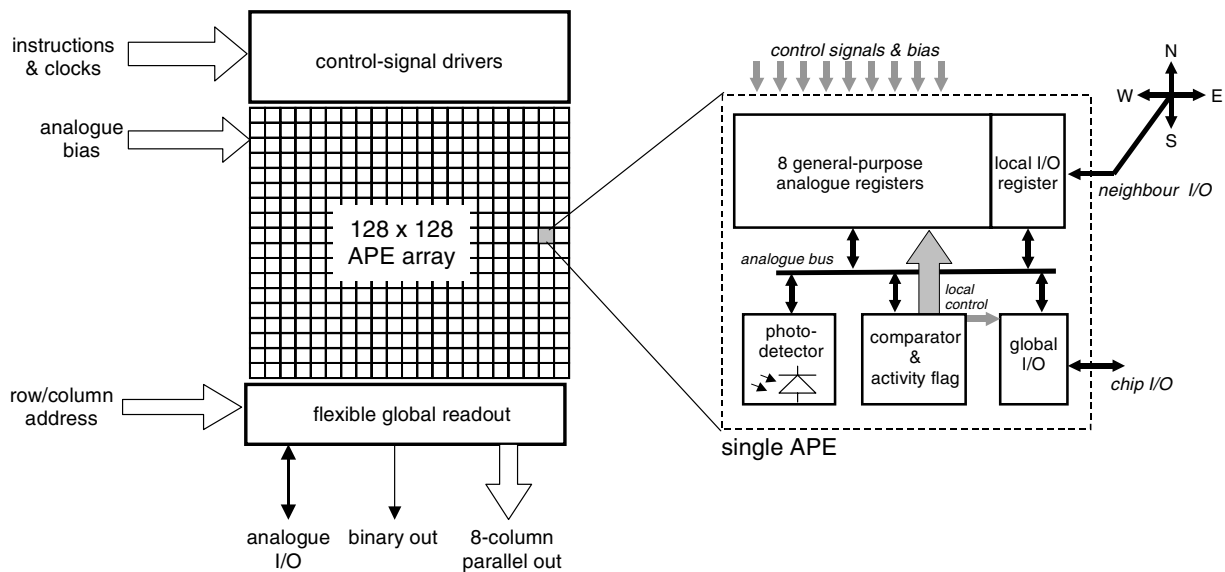 instructions
& clocks
control-signal drivers
analogue
bias
128 x 128
APE array
row/column
address
flexible global readout
analogue
I/O
binary out
8-column
parallel out
control signals & bias
N
W
E
S
8 general-purpose
analogue registers
local I/O
register
neighbour I/O
analogue bus
local
control
photo-
detector
comparator
&
activity flag
global
I/O
chip I/O
single APE